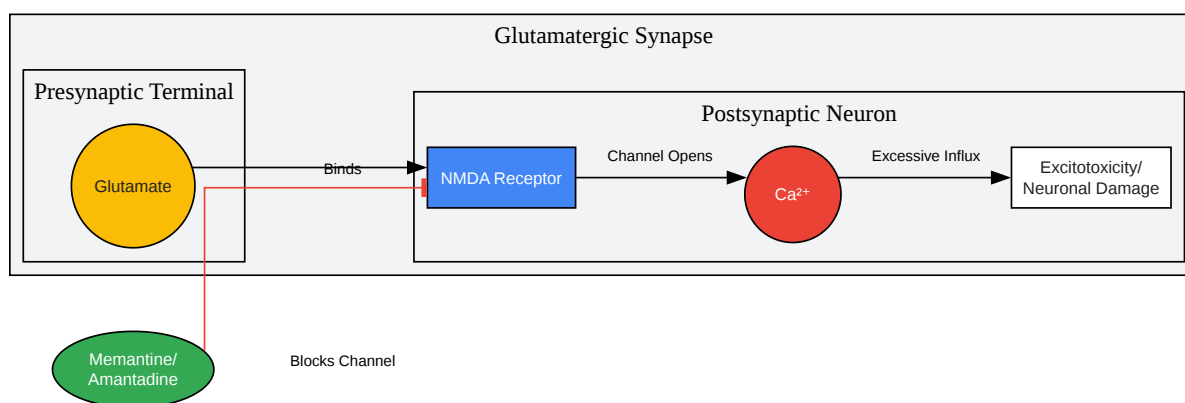 Glutamatergic Synapse
Presynaptic Terminal
Postsynaptic Neuron
Glutamate
Binds
NMDA Receptor
Channel Opens
Ca²⁺
Excessive Influx
Excitotoxicity/
Neuronal Damage
Memantine/
Amantadine
Blocks Channel